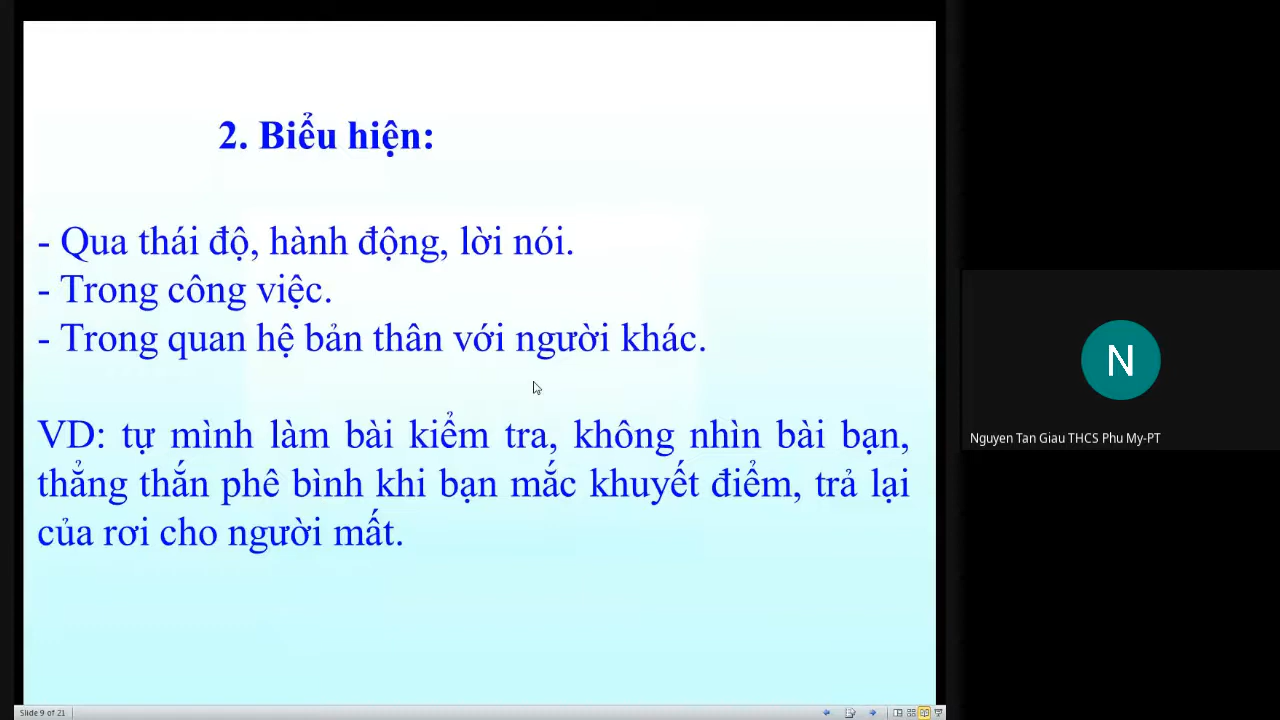 2. Biểu hiện:
- Qua thái độ, hành động, lời nói.
- Trong công việc.
- Trong quan hệ bản thân với người khác.
VD: tự mình làm bài kiểm tra, không nhìn bài bạn,
thẳng thắn phê bình khi bạn mắc khuyết điểm, trả lại
của rơi cho người mất.
N
Nguyen Tan Giau THCS Phu My-PT
Slide 9 of 21